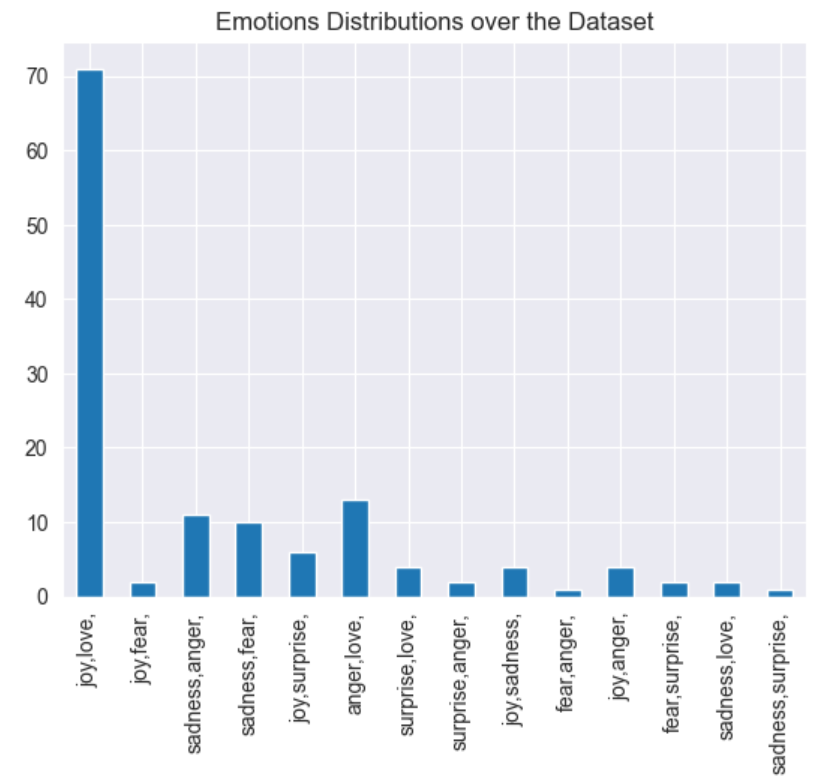 Emotions Distributions over the Dataset
70
60
50
40
30
20
10
0
joy,love,
joy,fear,
sadness,anger,
sadness,fear,
joy,surprise,
anger,love,
surprise,love,
surprise,anger,
joy,sadness,
fear,anger,
joy,anger,
fear,surprise,
sadness,love,
sadness,surprise,